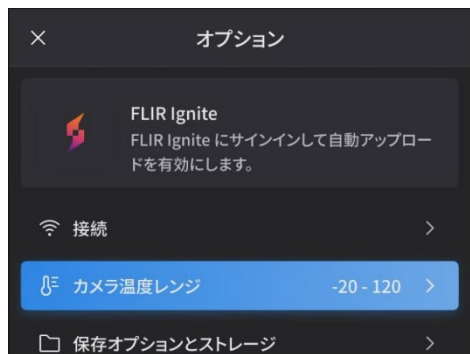 オプション
FLIR Ignite
FLIR Ignite にサインインして自動アップロー
ドを有効にします。
接続
カメラ温度レンジ -20 - 120
保存オプションとストレージ